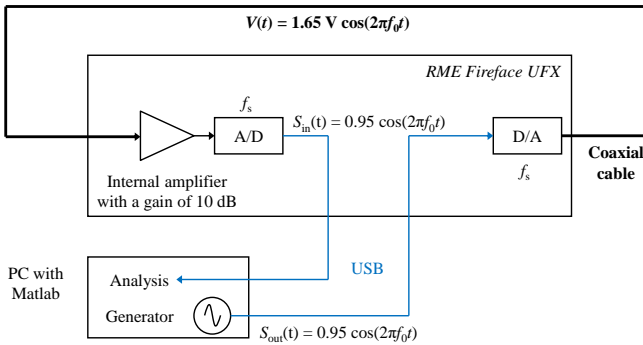 V(t) = 1.65 V cos(2πf₀t)
RME Fireface UFX
fₛ
A/D
Sᵢₙ(t) = 0.95 cos(2πf₀t)
D/A
fₛ
Coaxial
cable
Internal amplifier
with a gain of 10 dB
PC with
Matlab
Analysis
USB
Generator
Sₒᵤₜ(t) = 0.95 cos(2πf₀t)